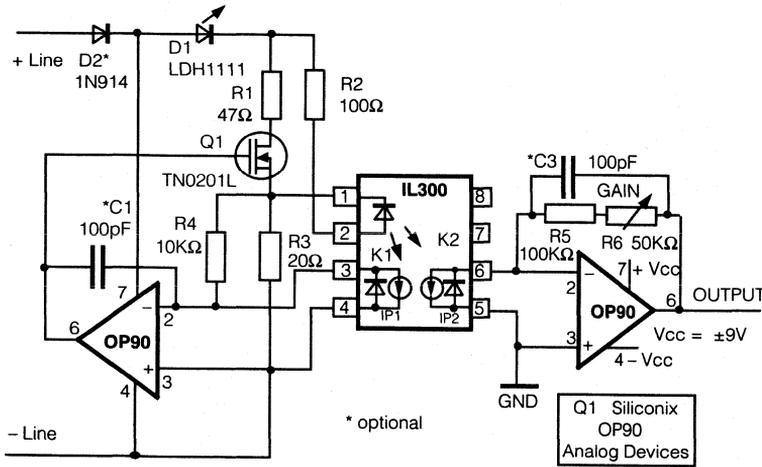 + Line
D2*
1N914
D1
LDH1111
R1
47Ω
R2
100Ω
Q1
TN0201L
*C1
100pF
R4
10KΩ
R3
20Ω
IL300
1
2
3
4
8
7
6
5
K1
K2
IP1
IP2
*C3
100pF
GAIN
R5
100KΩ
R6 50KΩ
7
+ Vcc
2
6
OP90
3
4 - Vcc
OUTPUT
Vcc = ±9V
GND
7
2
6
OP90
3
4
- Line
* optional
Q1 Siliconix
OP90
Analog Devices